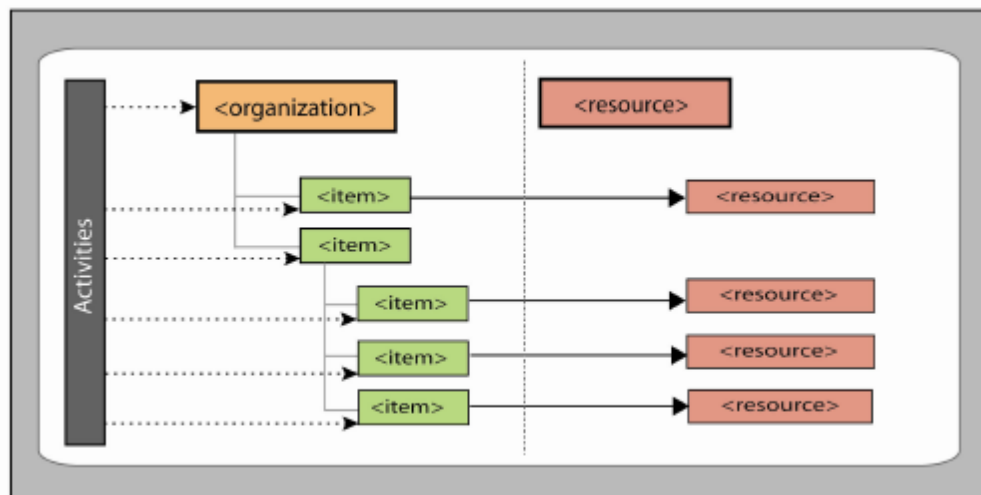 Activities
<organization>
<resource>
<item>
<resource>
<item>
<item>
<resource>
<item>
<resource>
<item>
<resource>